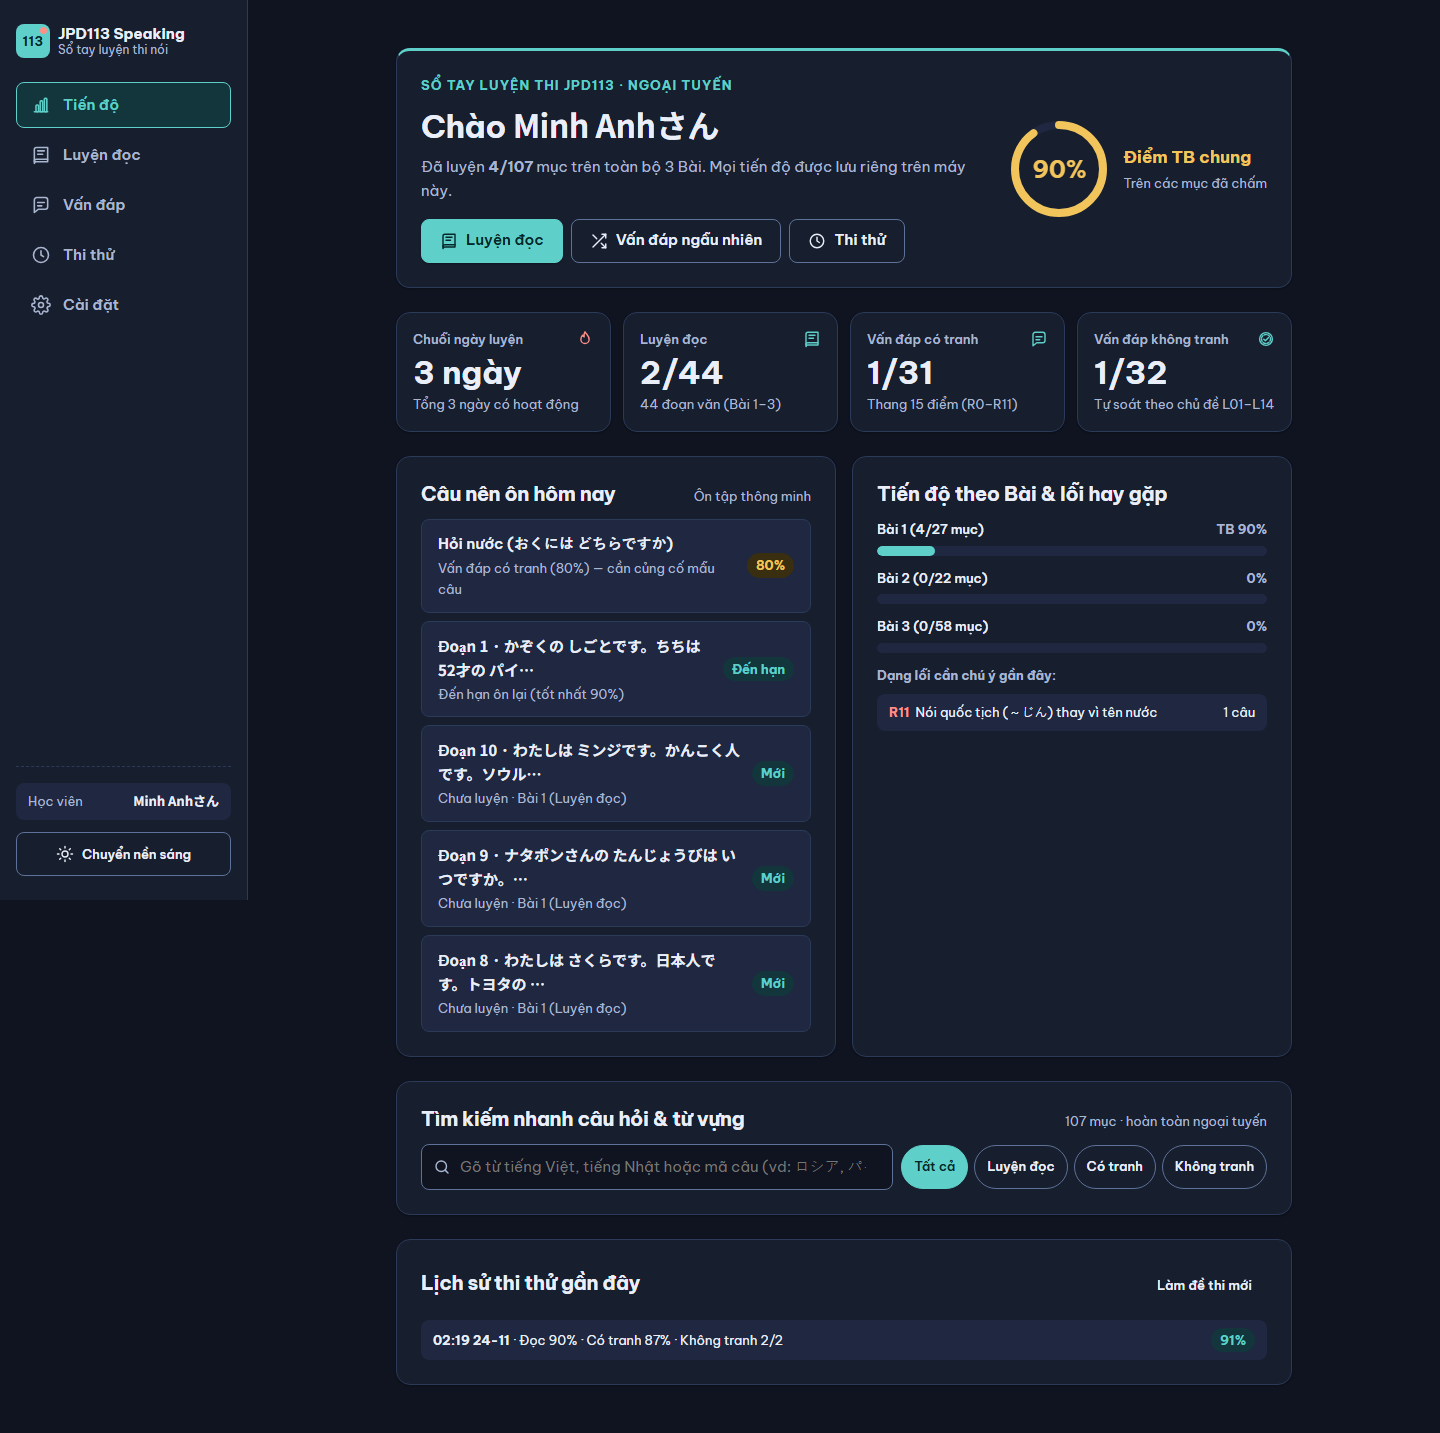 113
JPD113 Speaking
Sổ tay luyện thi nói
Tiến độ
Luyện đọc
Vấn đáp
Thi thử
Cài đặt
Học viên
Minh Anhさん
Chuyển nền sáng
SỔ TAY LUYỆN THI JPD113 · NGOẠI TUYẾN
Chào Minh Anhさん
Đã luyện 4/107 mục trên toàn bộ 3 Bài. Mọi tiến độ được lưu riêng trên máy
này.
Luyện đọc
Vấn đáp ngẫu nhiên
Thi thử
90%
Điểm TB chung
Trên các mục đã chấm
Chuỗi ngày luyện
3 ngày
Tổng 3 ngày có hoạt động
Luyện đọc
2/44
44 đoạn văn (Bài 1–3)
Vấn đáp có tranh
1/31
Thang 15 điểm (R0–R11)
Vấn đáp không tranh
1/32
Tự soát theo chủ đề L01–L14
Câu nên ôn hôm nay
Ôn tập thông minh
Hỏi nước (おくには どちらですか)
Vấn đáp có tranh (80%) — cần củng cố mẫu
câu
80%
Đoạn 1 · かぞくの しごとです。ちちは
52才の パイ…
Đến hạn ôn lại (tốt nhất 90%)
Đến hạn
Đoạn 10 · わたしは ミンジです。かんこく人
です。ソウル…
Chưa luyện · Bài 1 (Luyện đọc)
Mới
Đoạn 9 · ナタポンさんの たんじょうびは い
つですか。…
Chưa luyện · Bài 1 (Luyện đọc)
Mới
Đoạn 8 · わたしは さくらです。日本人で
す。トヨタの …
Chưa luyện · Bài 1 (Luyện đọc)
Mới
Tiến độ theo Bài & lỗi hay gặp
Bài 1 (4/27 mục)
TB 90%
Bài 2 (0/22 mục)
0%
Bài 3 (0/58 mục)
0%
Dạng lỗi cần chú ý gần đây:
R11 Nói quốc tịch (～じん) thay vì tên nước
1 câu
Tìm kiếm nhanh câu hỏi & từ vựng
107 mục · hoàn toàn ngoại tuyến
Gõ từ tiếng Việt, tiếng Nhật hoặc mã câu (vd: ロシア, パ
Tất cả
Luyện đọc
Có tranh
Không tranh
Lịch sử thi thử gần đây
Làm đề thi mới
02:19 24-11 · Đọc 90% · Có tranh 87% · Không tranh 2/2
91%